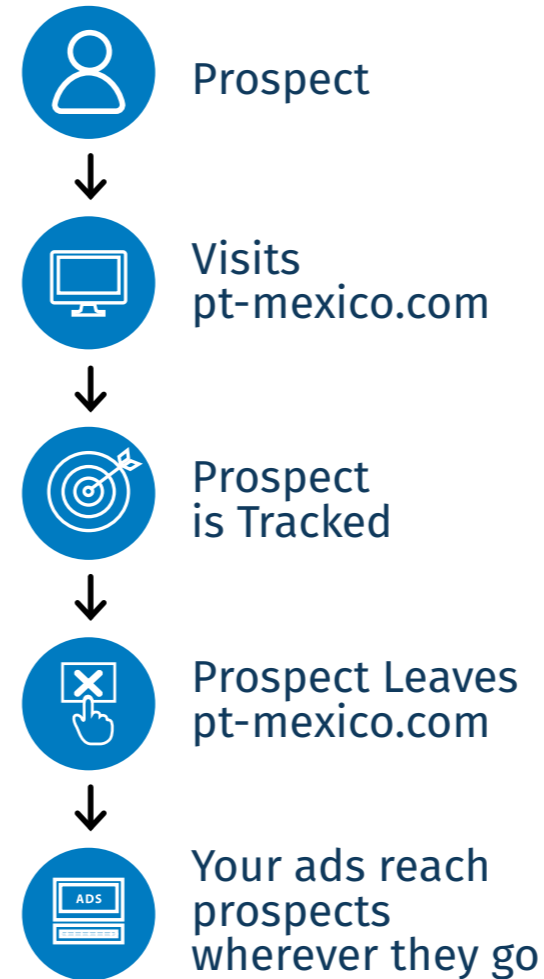 Prospect
Visits
pt-mexico.com
Prospect
is Tracked
Prospect Leaves
pt-mexico.com
ADS
Your ads reach
prospects
wherever they go